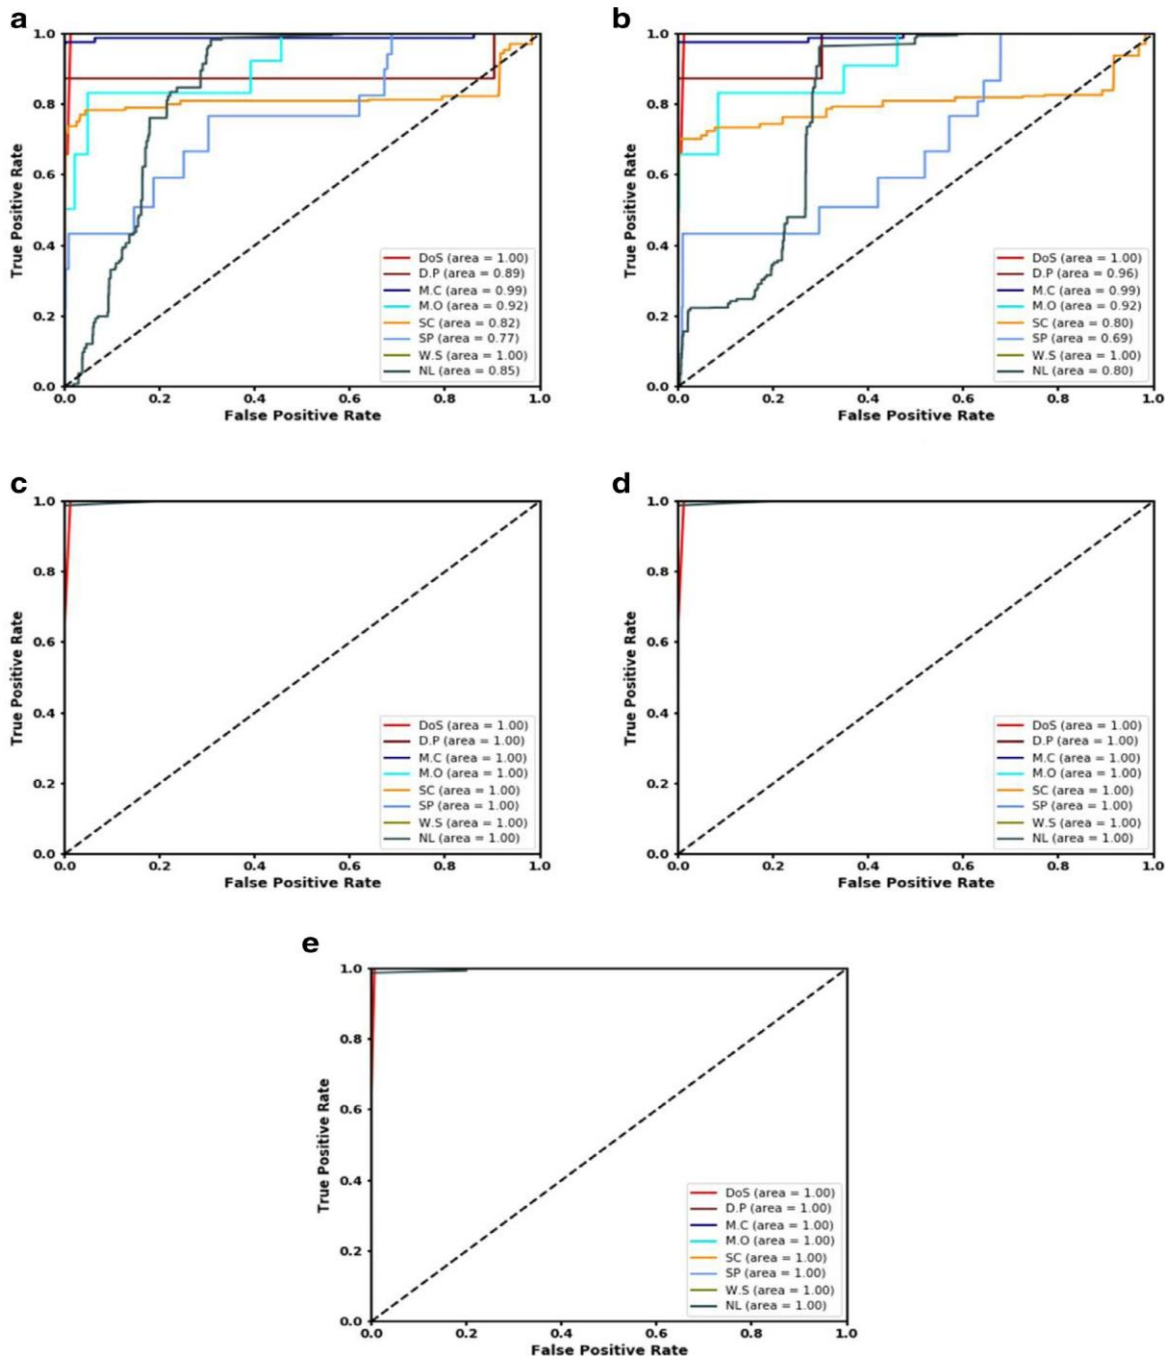 a
1.0
0.8
0.6
0.4
0.2
0.0
True Positive Rate
DoS (area = 1.00)
D.P (area = 0.89)
M.C (area = 0.99)
M.O (area = 0.92)
SC (area = 0.82)
SP (area = 0.77)
W.S (area = 1.00)
NL (area = 0.85)
0.0 0.2 0.4 0.6 0.8 1.0
False Positive Rate
b
1.0
0.8
0.6
0.4
0.2
0.0
True Positive Rate
DoS (area = 1.00)
D.P (area = 0.96)
M.C (area = 0.99)
M.O (area = 0.92)
SC (area = 0.80)
SP (area = 0.69)
W.S (area = 1.00)
NL (area = 0.80)
0.0 0.2 0.4 0.6 0.8 1.0
False Positive Rate
c
1.0
0.8
0.6
0.4
0.2
0.0
True Positive Rate
DoS (area = 1.00)
D.P (area = 1.00)
M.C (area = 1.00)
M.O (area = 1.00)
SC (area = 1.00)
SP (area = 1.00)
W.S (area = 1.00)
NL (area = 1.00)
0.0 0.2 0.4 0.6 0.8 1.0
False Positive Rate
d
1.0
0.8
0.6
0.4
0.2
0.0
True Positive Rate
DoS (area = 1.00)
D.P (area = 1.00)
M.C (area = 1.00)
M.O (area = 1.00)
SC (area = 1.00)
SP (area = 1.00)
W.S (area = 1.00)
NL (area = 1.00)
0.0 0.2 0.4 0.6 0.8 1.0
False Positive Rate
e
1.0
0.8
0.6
0.4
0.2
0.0
True Positive Rate
DoS (area = 1.00)
D.P (area = 1.00)
M.C (area = 1.00)
M.O (area = 1.00)
SC (area = 1.00)
SP (area = 1.00)
W.S (area = 1.00)
NL (area = 1.00)
0.0 0.2 0.4 0.6 0.8 1.0
False Positive Rate